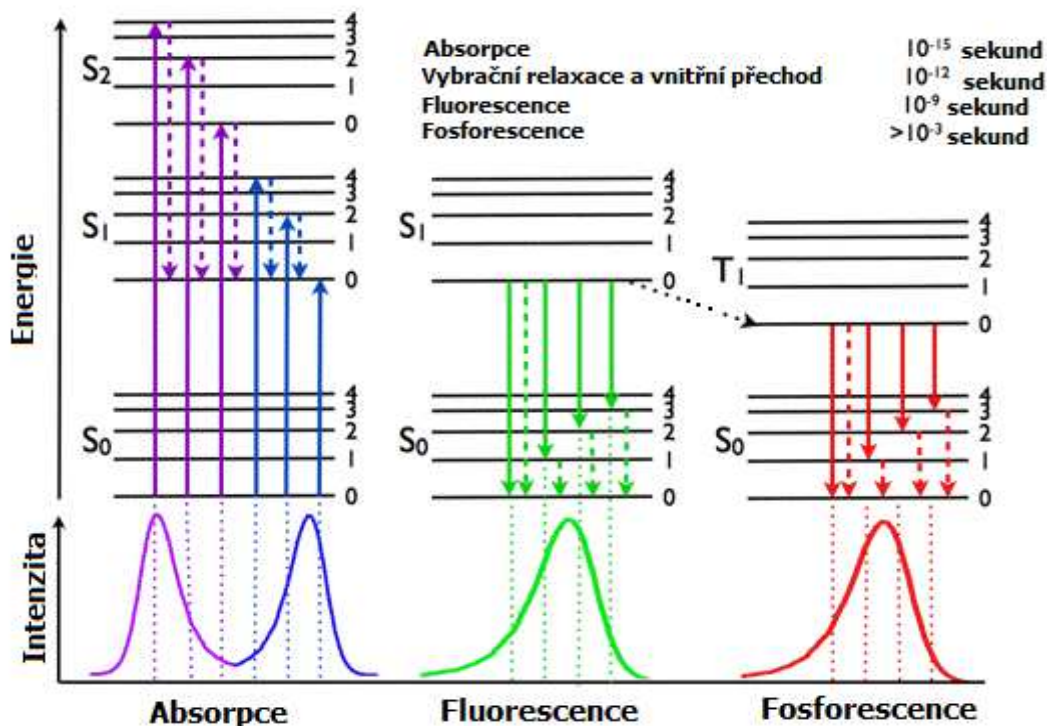 Absorpce 10⁻¹⁵ sekund
Vybrační relaxace a vnitřní přechod 10⁻¹² sekund
Fluorescence 10⁻⁹ sekund
Fosforescence >10⁻³ sekund
Energie
S₂
4
3
2
1
0
S₁
4
3
2
1
0
S₀
4
3
2
1
0
S₁
4
3
2
1
0
S₀
4
3
2
1
0
T₁
4
3
2
1
0
S₀
4
3
2
1
0
Intenzita
Absorpce
Fluorescence
Fosforescence